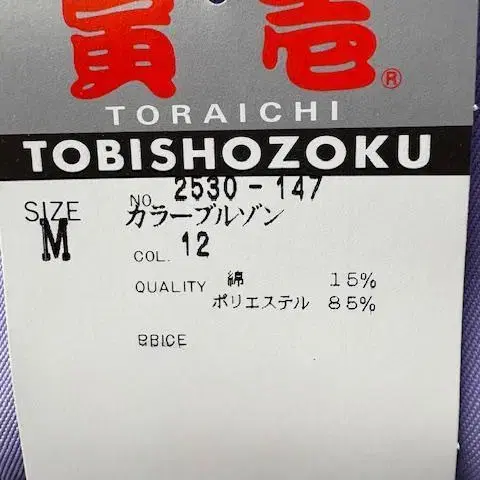 寅壱®
TORAICHI
TOBISHOZOKU
NO. 2530-147
SIZE カラーブルゾン
M
COL. 12
QUALITY 綿 15%
ポリエステル 85%